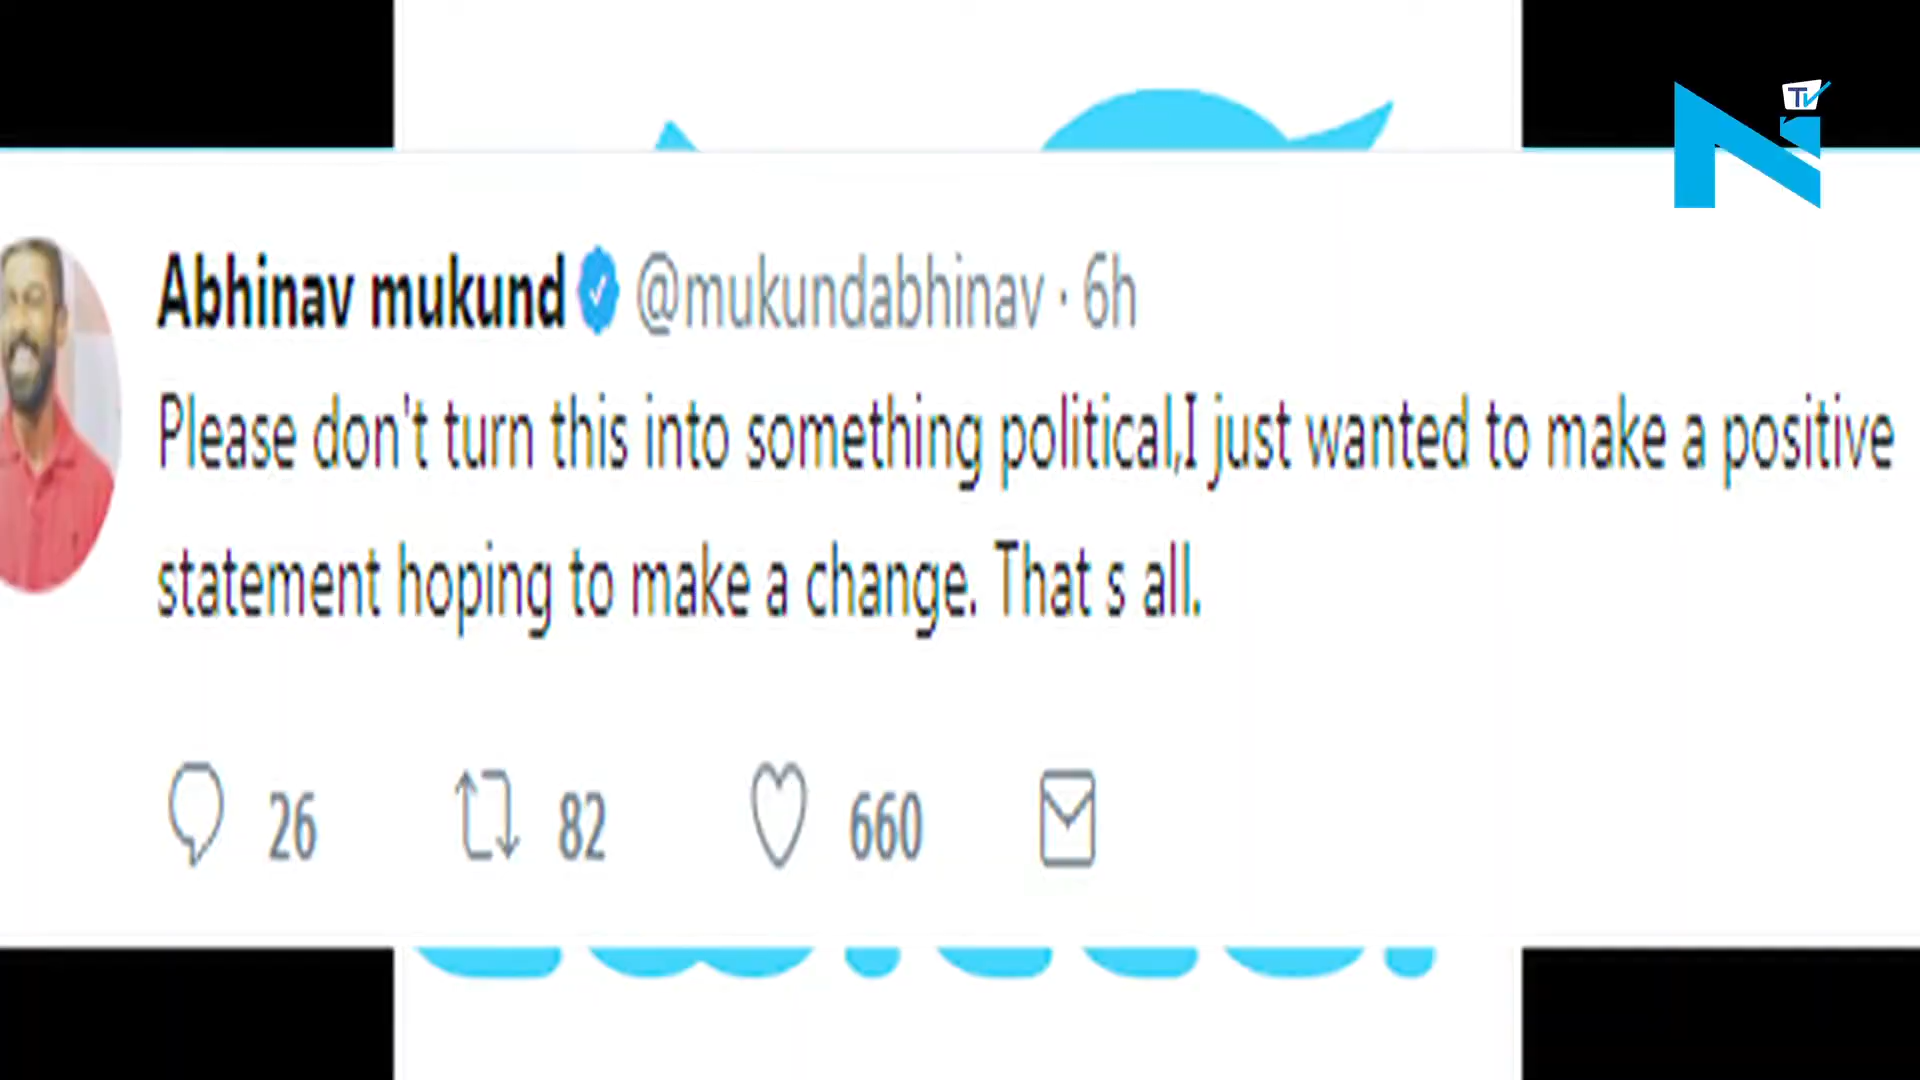 TV
Abhinav mukund @mukundabhinav · 6h
Please don't turn this into something political,I just wanted to make a positive
statement hoping to make a change. That s all.
26 82 660